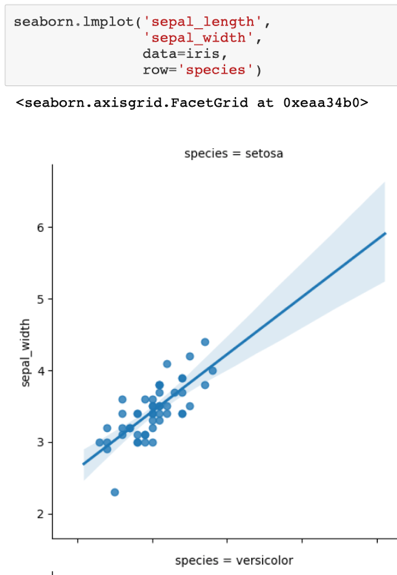 seaborn.lmplot('sepal_length',
'sepal_width',
data=iris,
row='species')
<seaborn.axisgrid.FacetGrid at 0xeaa34b0>
species = setosa
6
5
sepal_width
4
3
2
species = versicolor